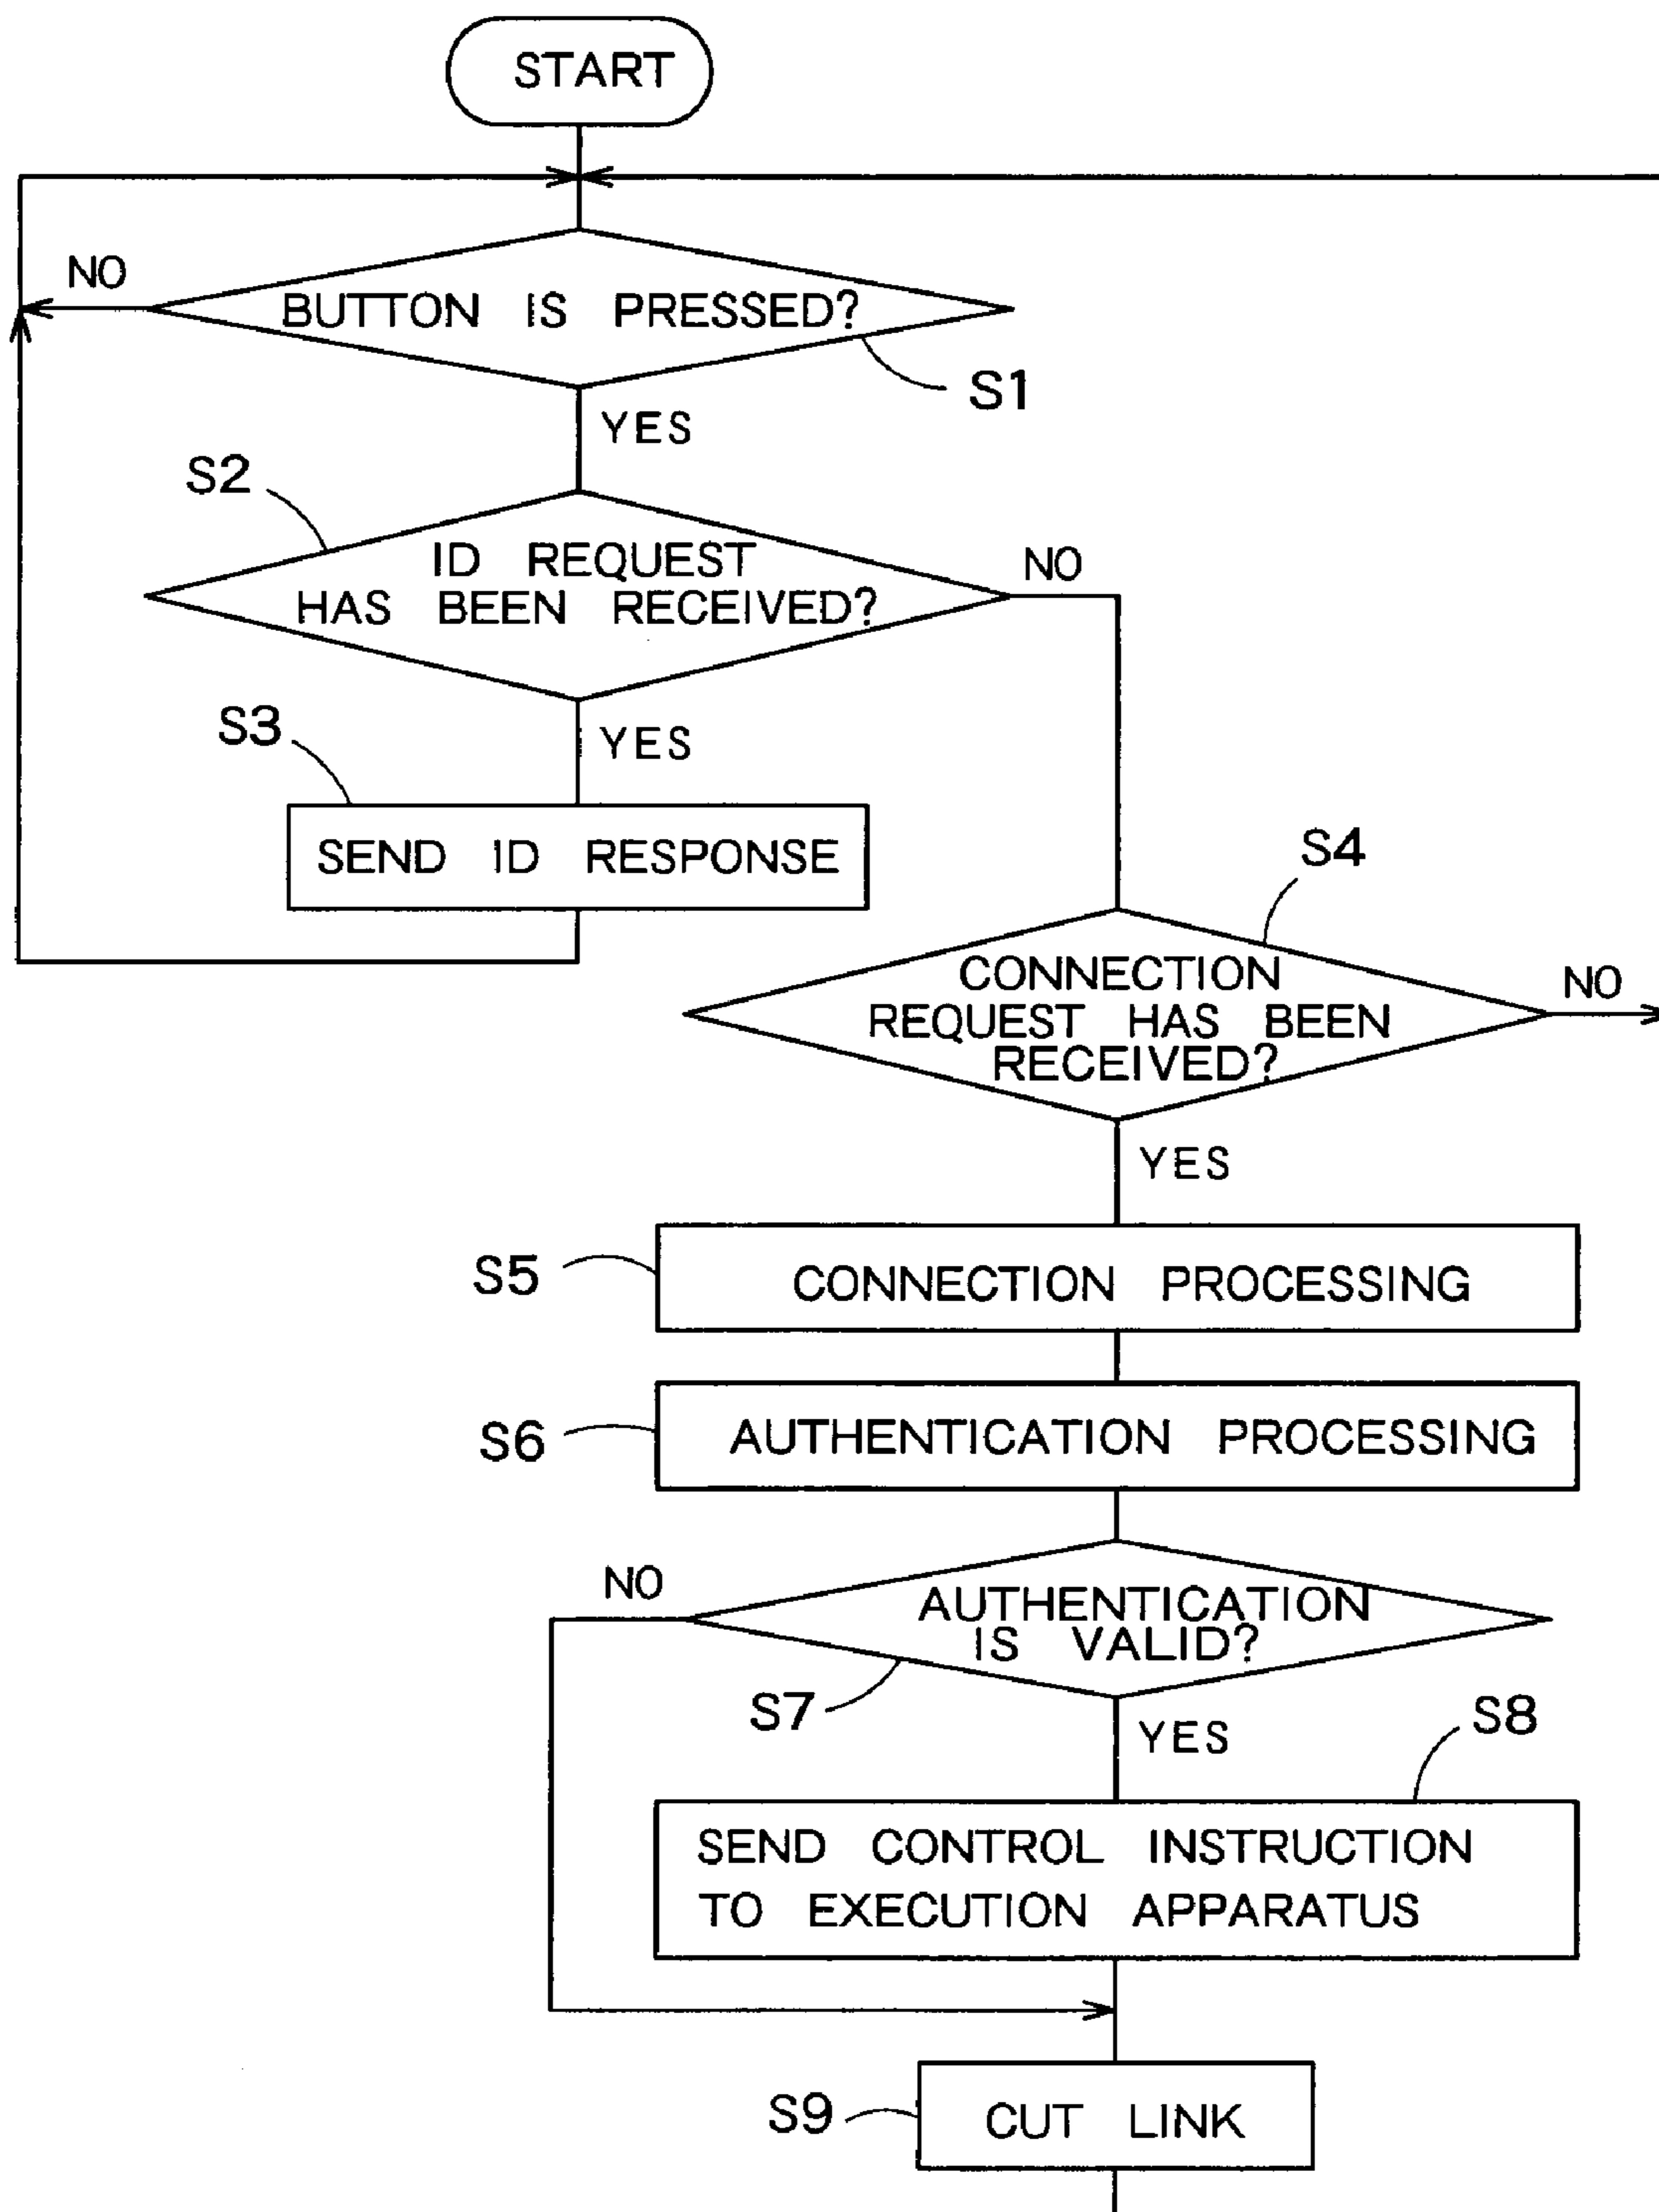 START
NO
BUTTON IS PRESSED?
S1
YES
S2
ID REQUEST
HAS BEEN RECEIVED?
NO
S3
YES
SEND ID RESPONSE
S4
CONNECTION
REQUEST HAS BEEN
RECEIVED?
NO
YES
S5
CONNECTION PROCESSING
S6
AUTHENTICATION PROCESSING
NO
AUTHENTICATION
IS VALID?
S7
YES
S8
SEND CONTROL INSTRUCTION
TO EXECUTION APPARATUS
S9
CUT LINK